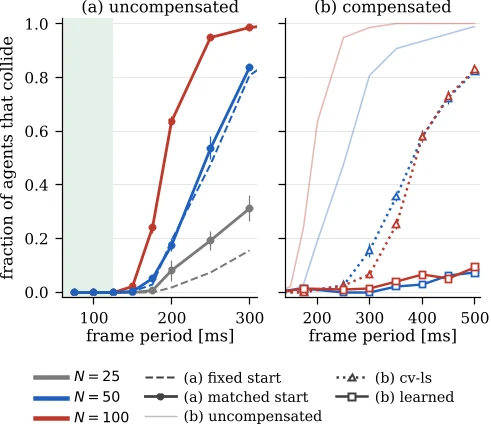 (a) uncompensated
(b) compensated
fraction of agents that collide
1.0
0.8
0.6
0.4
0.2
0.0
100 200 300
frame period [ms]
200 300 400 500
frame period [ms]
N = 25
N = 50
N = 100
(a) fixed start
(a) matched start
(b) uncompensated
(b) cv-ls
(b) learned